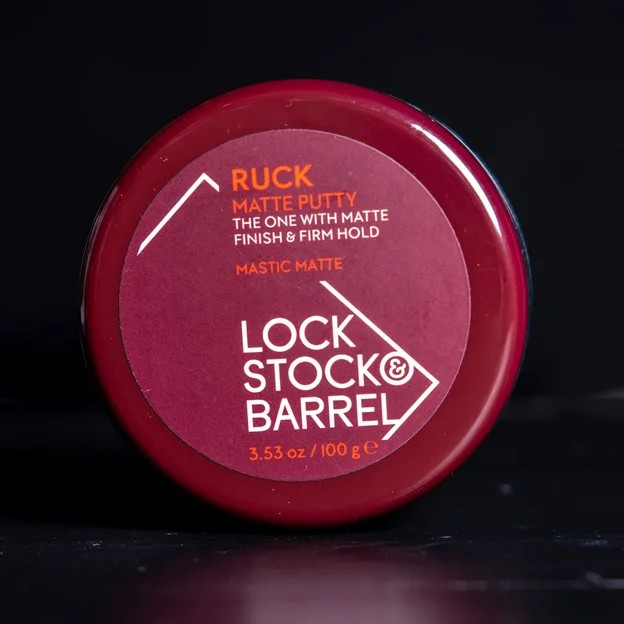 RUCK
MATTE PUTTY
THE ONE WITH MATTE
FINISH & FIRM HOLD
MASTIC MATTE
LOCK
STOCK &
BARREL
3.53 oz / 100 g ℮